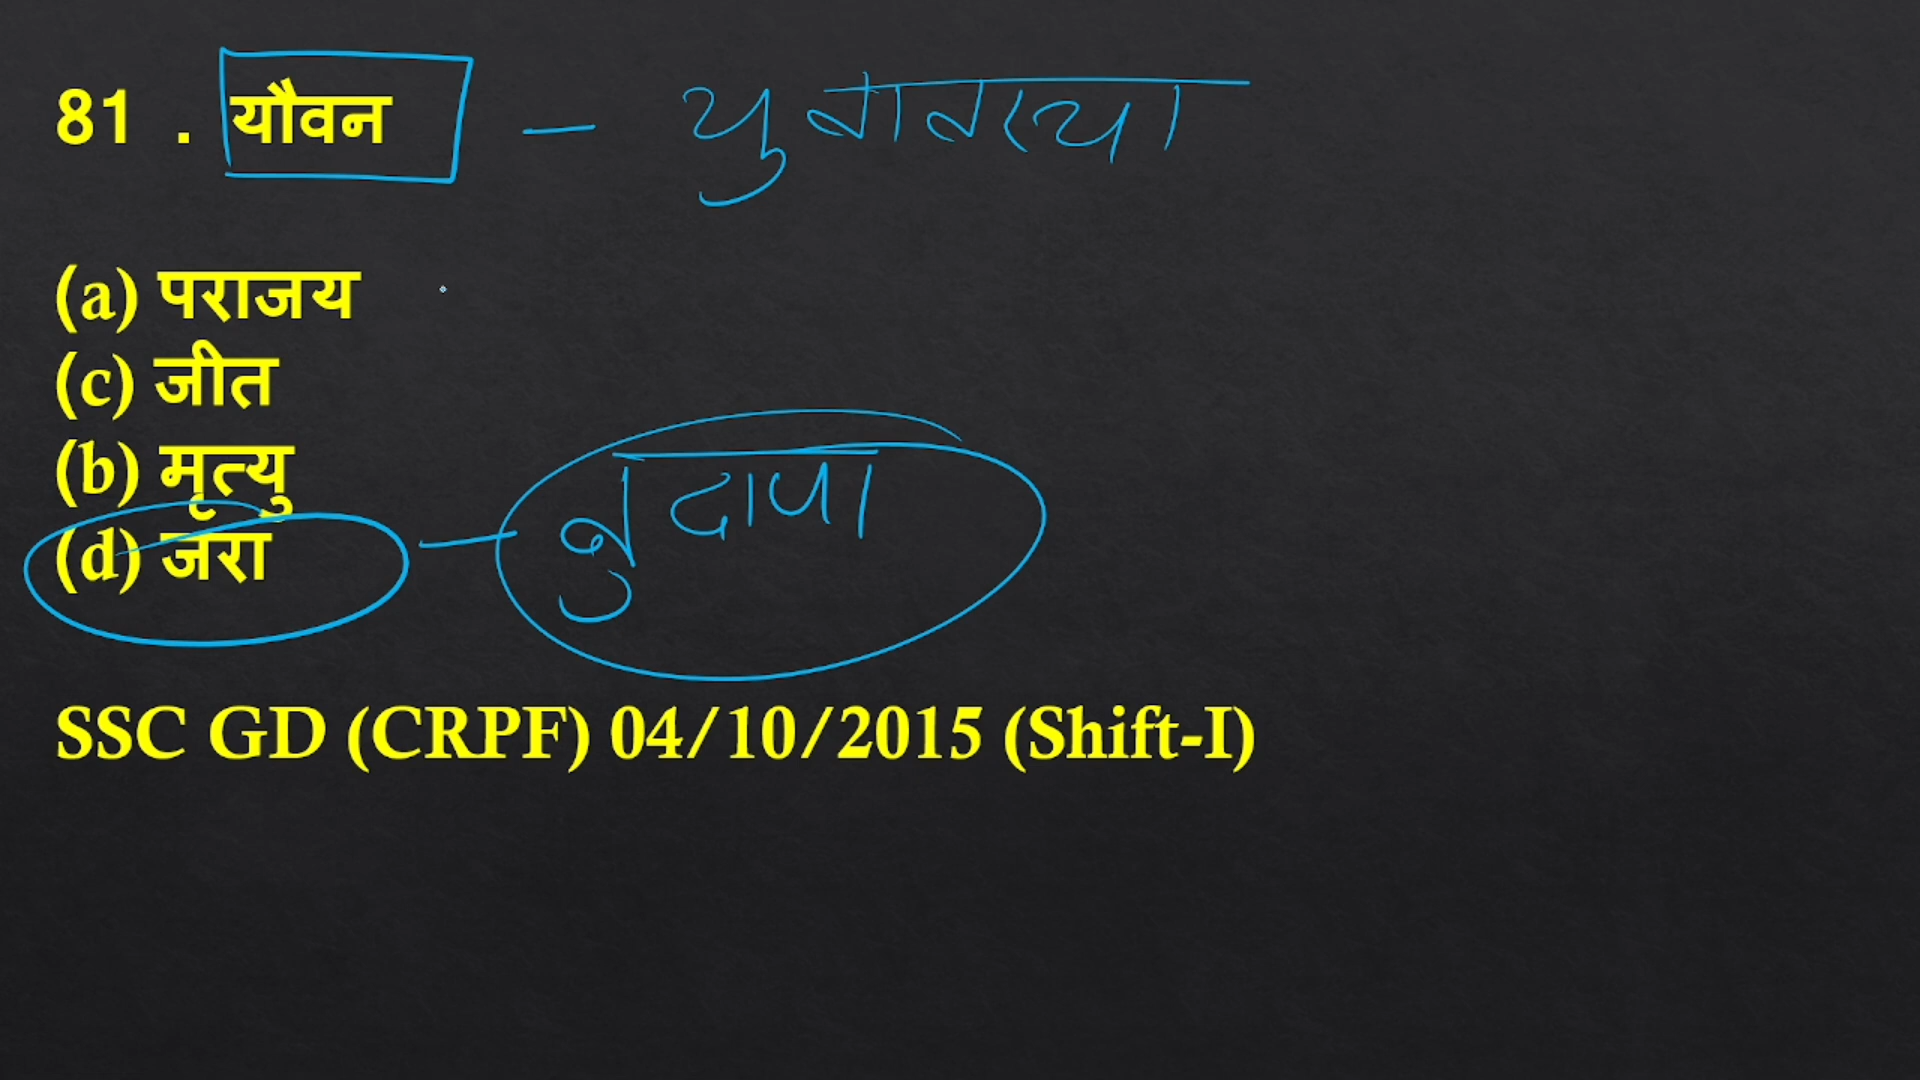 81 . यौवन - युवावस्था
(a) पराजय
(c) जीत
(b) मृत्यु
(d) जरा - बुढापा
SSC GD (CRPF) 04/10/2015 (Shift-I)